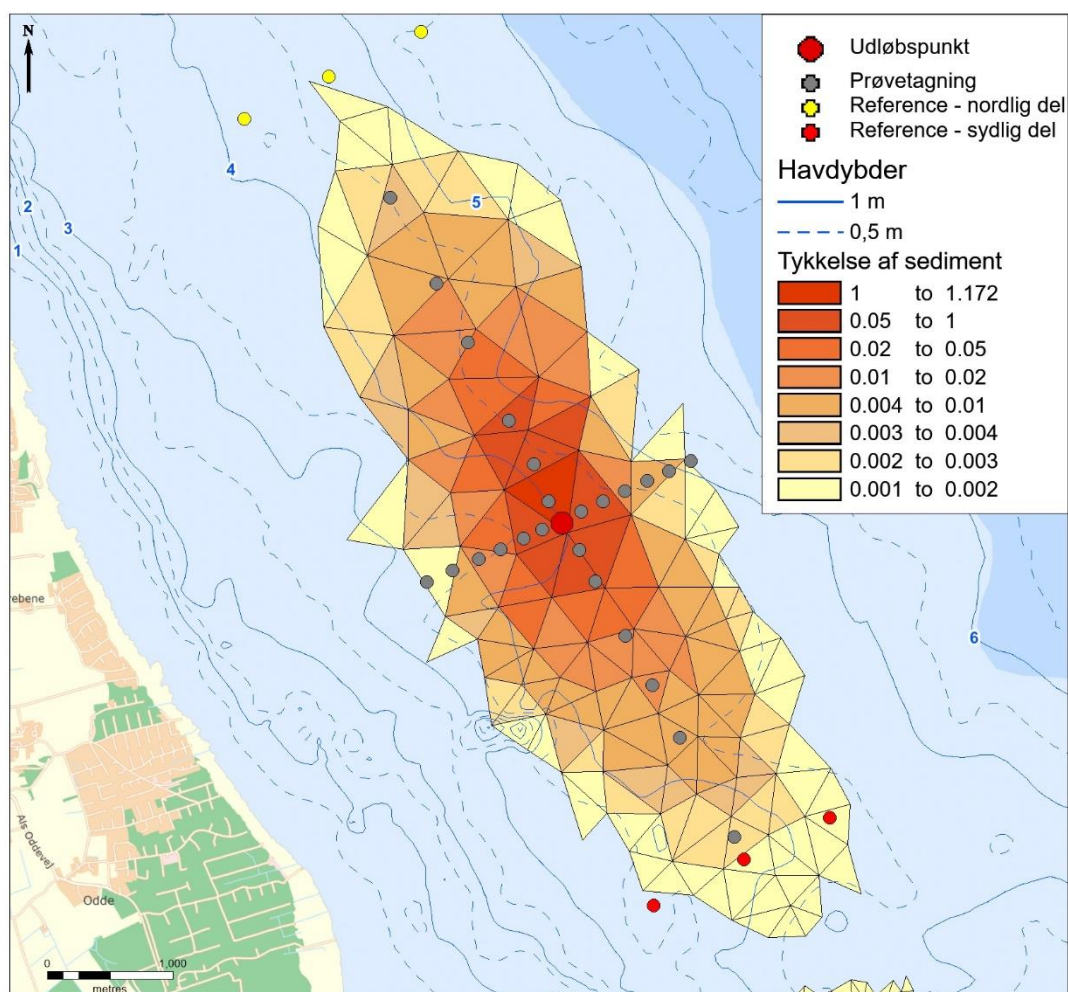 N
Udløbspunkt
Prøvetagning
Reference - nordlig del
Reference - sydlig del
Havdybder
1 m
0,5 m
Tykkelse af sediment
1 to 1.172
0.05 to 1
0.02 to 0.05
0.01 to 0.02
0.004 to 0.01
0.003 to 0.004
0.002 to 0.003
0.001 to 0.002
4
5
2
3
1
rebene
6
Als Oddevej
Odde
0 1,000
metres